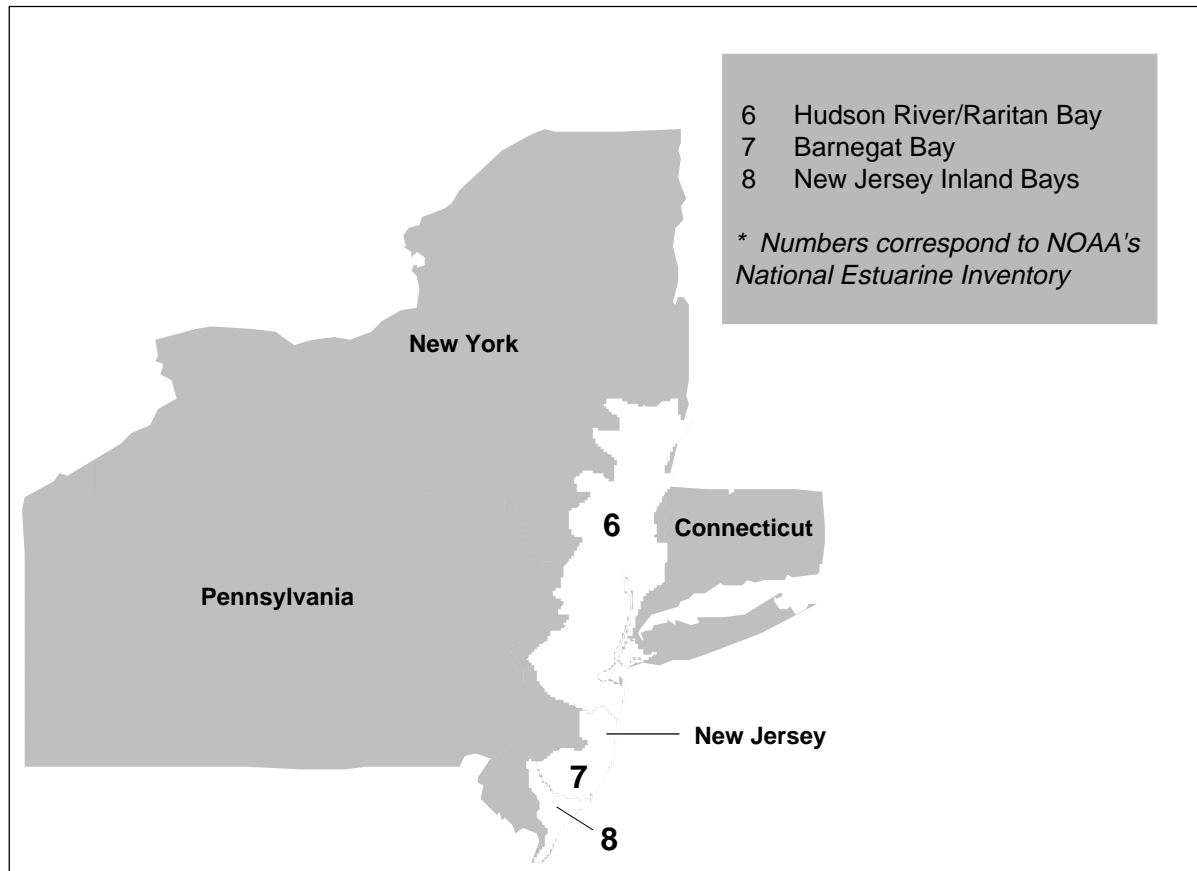 6 Hudson River/Raritan Bay
7 Barnegat Bay
8 New Jersey Inland Bays
* Numbers correspond to NOAA's
National Estuarine Inventory
New York
6
Connecticut
Pennsylvania
New Jersey
7
8